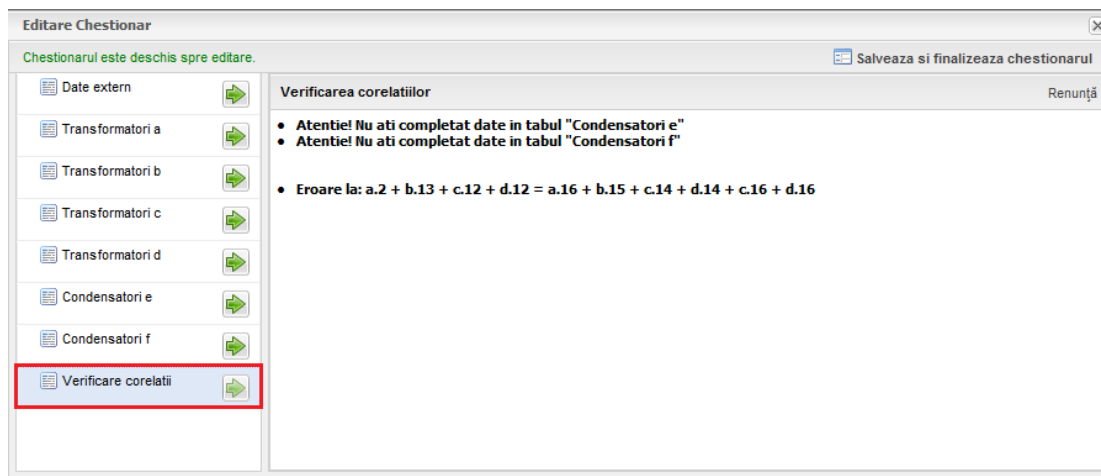 Editare Chestionar
Chestionarul este deschis spre editare.
Salveaza si finalizeaza chestionarul
Date extern
Transformatori a
Transformatori b
Transformatori c
Transformatori d
Condensatori e
Condensatori f
Verificare corelatii
Verificarea corelatiilor
Renunță
• Atentie! Nu ati completat date in tabul "Condensatori e"
• Atentie! Nu ati completat date in tabul "Condensatori f"
• Eroare la: a.2 + b.13 + c.12 + d.12 = a.16 + b.15 + c.14 + d.14 + c.16 + d.16